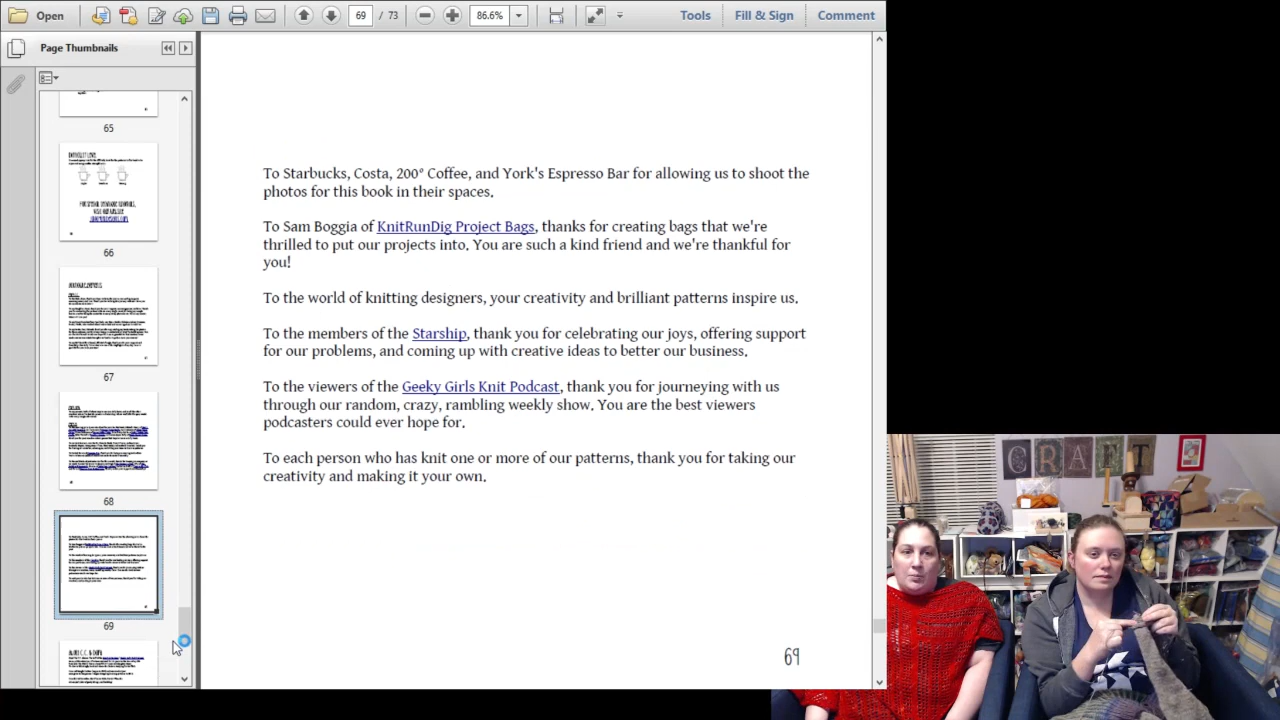 Open
69 / 73
86.6%
Tools
Fill & Sign
Comment
Page Thumbnails
65
66
67
68
69
To Starbucks, Costa, 200° Coffee, and York's Espresso Bar for allowing us to shoot the
photos for this book in their spaces.
To Sam Boggia of KnitRunDig Project Bags, thanks for creating bags that we're
thrilled to put our projects into. You are such a kind friend and we're thankful for
you!
To the world of knitting designers, your creativity and brilliant patterns inspire us.
To the members of the Starship, thank you for celebrating our joys, offering support
for our problems, and coming up with creative ideas to better our business.
To the viewers of the Geeky Girls Knit Podcast, thank you for journeying with us
through our random, crazy, rambling weekly show. You are the best viewers
podcasters could ever hope for.
To each person who has knit one or more of our patterns, thank you for taking our
creativity and making it your own.
69
CRAFT